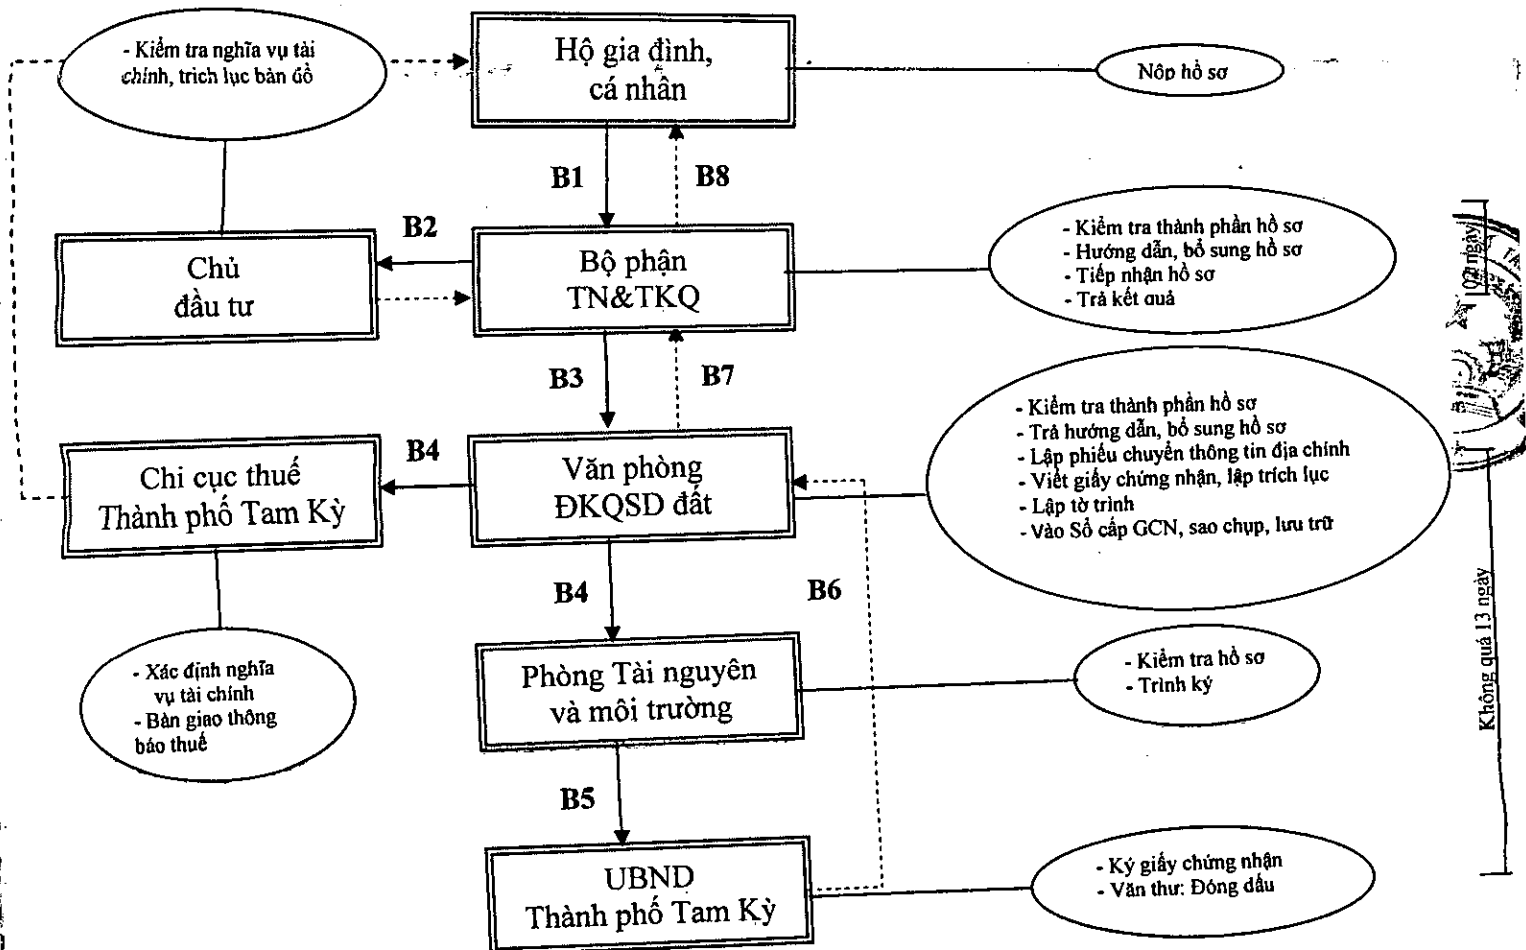 - Kiểm tra nghĩa vụ tài
chính, trích lục bản đồ
Hộ gia đình,
cá nhân
Nộp hồ sơ
B1
B8
Chủ
đầu tư
B2
Bộ phận
TN&TKQ
- Kiểm tra thành phần hồ sơ
- Hướng dẫn, bổ sung hồ sơ
- Tiếp nhận hồ sơ
- Trả kết quả
02 ngày
B3
B7
Chi cục thuế
Thành phố Tam Kỳ
B4
Văn phòng
ĐKQSD đất
- Kiểm tra thành phần hồ sơ
- Trả hướng dẫn, bổ sung hồ sơ
- Lập phiếu chuyển thông tin địa chính
- Viết giấy chứng nhận, lập trích lục
- Lập tờ trình
- Vào Sổ cấp GCN, sao chụp, lưu trữ
B4
B6
Không quá 13 ngày
- Xác định nghĩa
vụ tài chính
- Bàn giao thông
báo thuế
Phòng Tài nguyên
và môi trường
- Kiểm tra hồ sơ
- Trình ký
B5
UBND
Thành phố Tam Kỳ
- Ký giấy chứng nhận
- Văn thư: Đóng dấu